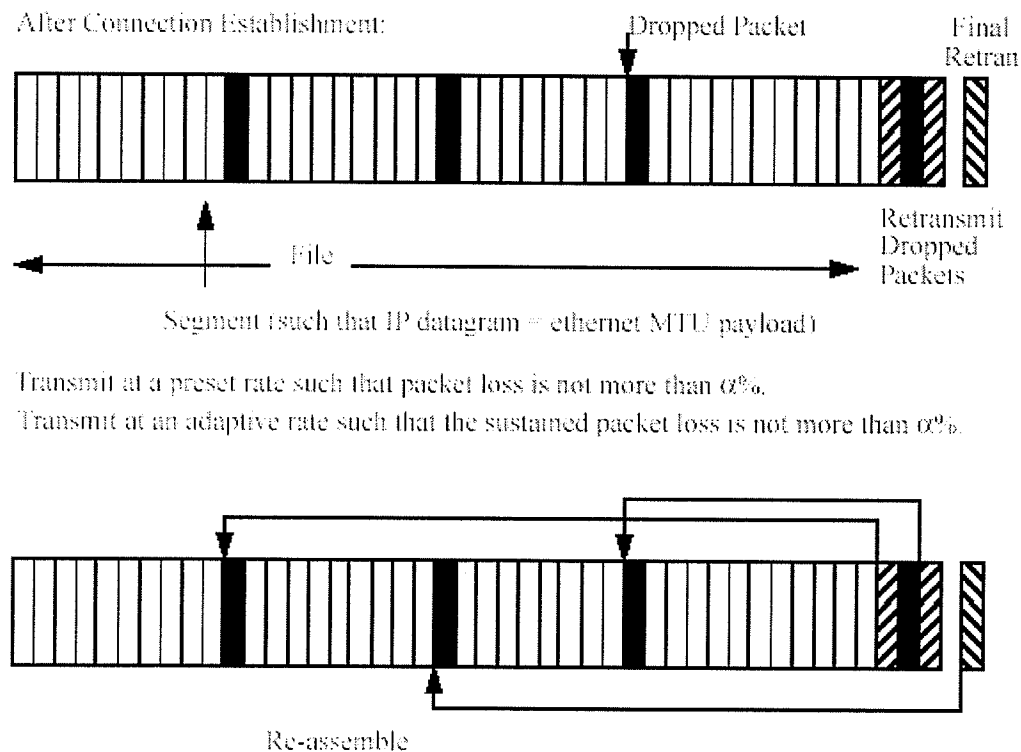 After Connection Establishment:
Dropped Packet
Final
Retran
Retransmit
Dropped
Packets
File
Segment (such that IP datagram = ethernet MTU payload)
Transmit at a preset rate such that packet loss is not more than α%.
Transmit at an adaptive rate such that the sustained packet loss is not more than α%.
Re-assemble